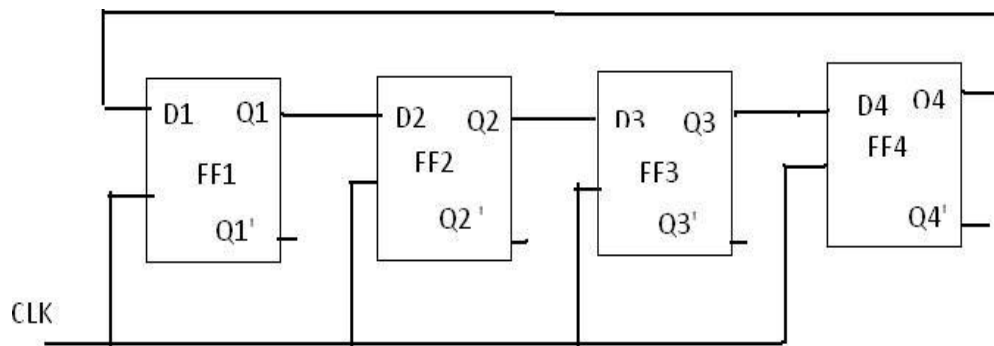 D1 Q1
FF1
Q1'
D2 Q2
FF2
Q2'
D3 Q3
FF3
Q3'
D4 Q4
FF4
Q4'
CLK